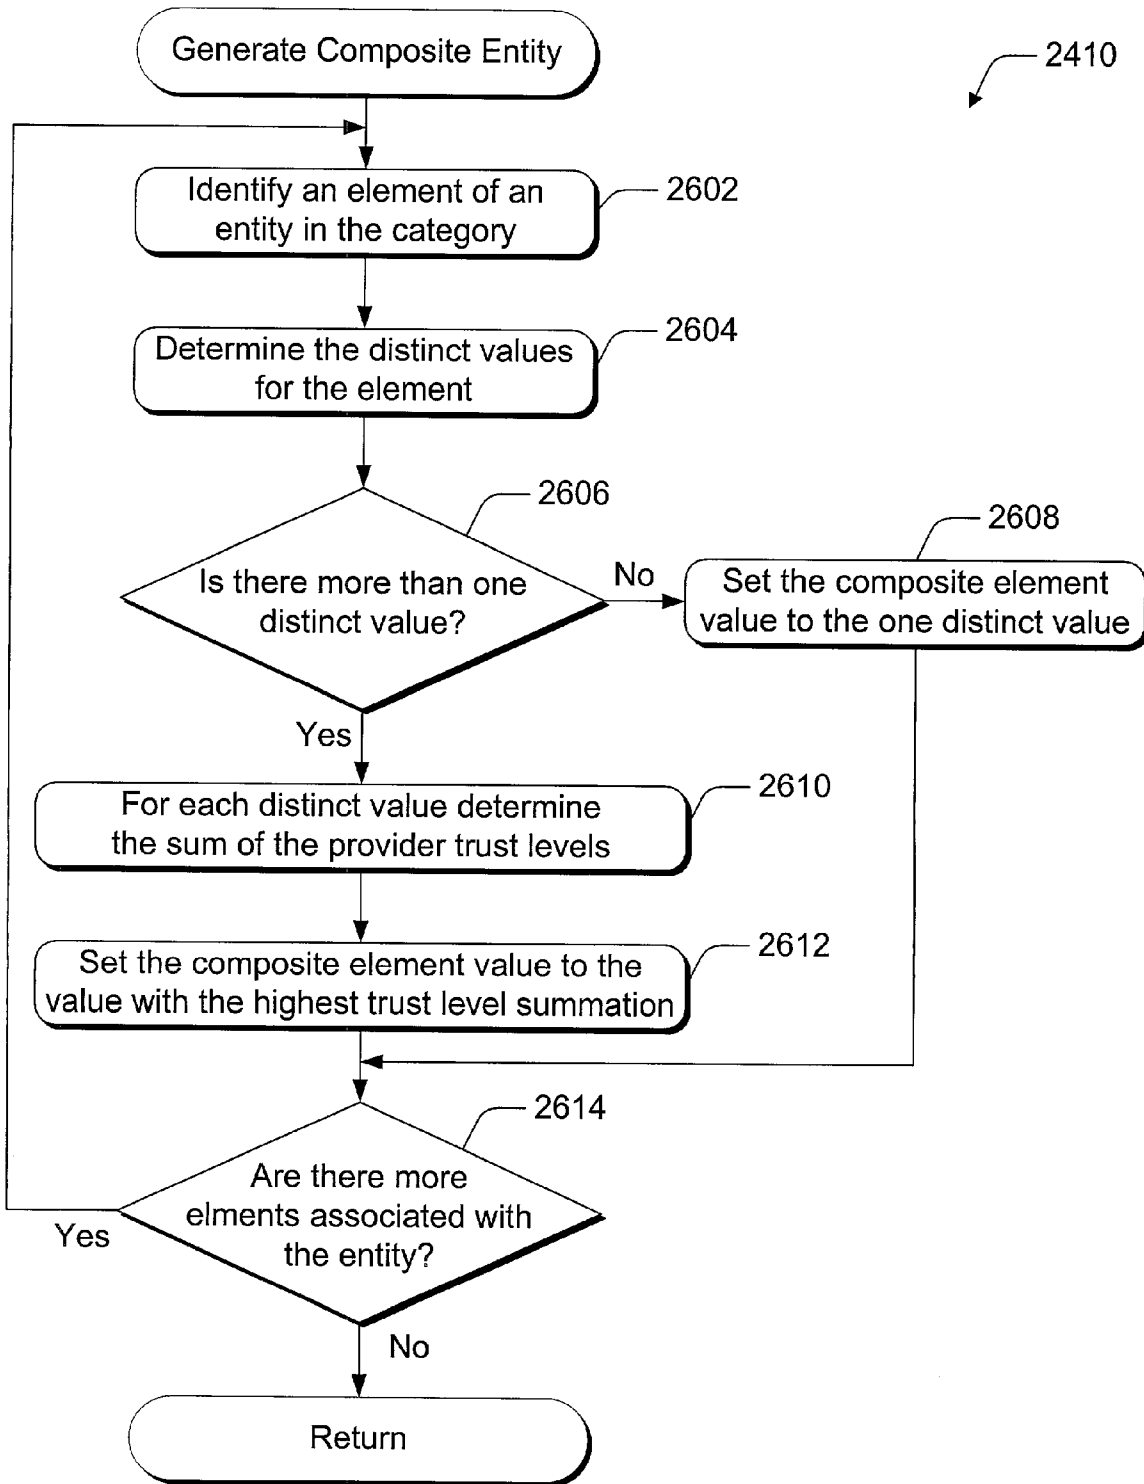 Generate Composite Entity
2410
Identify an element of an
entity in the category
2602
Determine the distinct values
for the element
2604
2606
Is there more than one
distinct value?
No
2608
Set the composite element
value to the one distinct value
Yes
For each distinct value determine
the sum of the provider trust levels
2610
Set the composite element value to the
value with the highest trust level summation
2612
2614
Are there more
elments associated with
the entity?
Yes
No
Return